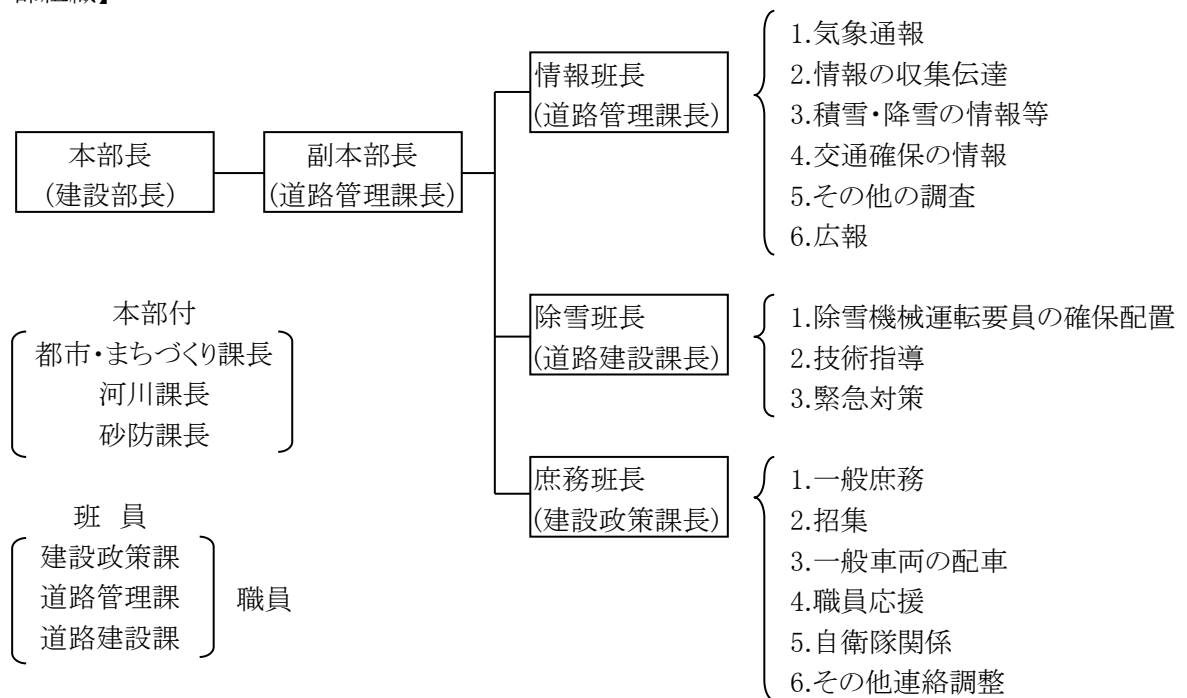 部組織】
本部長
(建設部長)
副本部長
(道路管理課長)
情報班長
(道路管理課長)
1.気象通報
2.情報の収集伝達
3.積雪・降雪の情報等
4.交通確保の情報
5.その他の調査
6.広報
除雪班長
(道路建設課長)
1.除雪機械運転要員の確保配置
2.技術指導
3.緊急対策
庶務班長
(建設政策課長)
1.一般庶務
2.招集
3.一般車両の配車
4.職員応援
5.自衛隊関係
6.その他連絡調整
本部付
都市・まちづくり課長
河川課長
砂防課長
班 員
建設政策課
道路管理課
道路建設課
職員